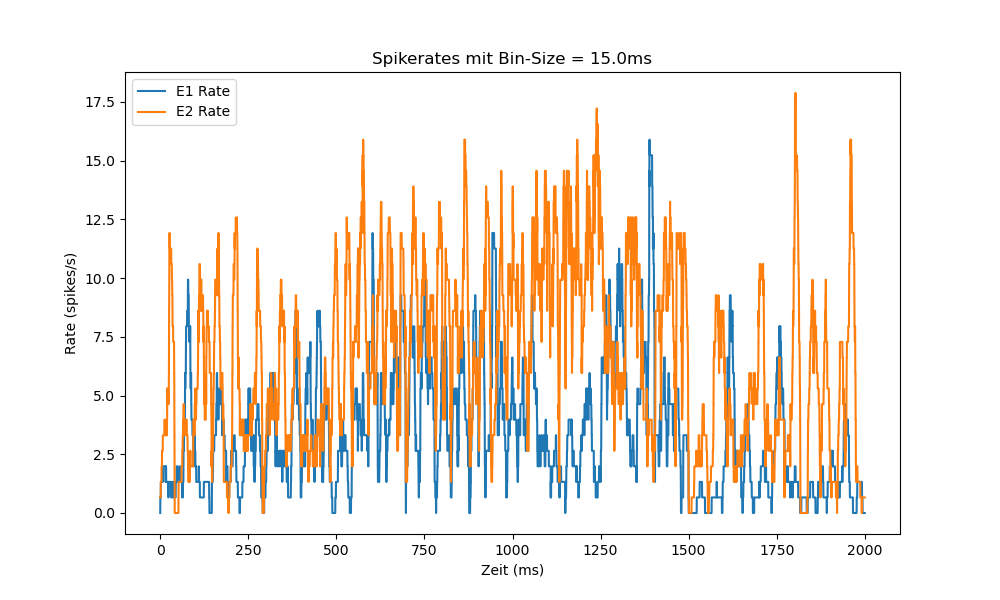 Spikerates mit Bin-Size = 15.0ms
E1 Rate
E2 Rate
Rate (spikes/s)
17.5
15.0
12.5
10.0
7.5
5.0
2.5
0.0
0 250 500 750 1000 1250 1500 1750 2000
Zeit (ms)